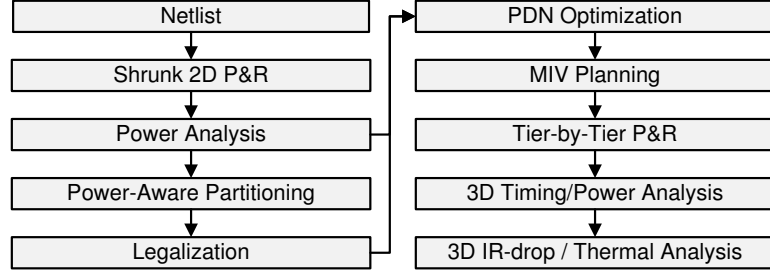 Netlist
Shrunk 2D P&R
Power Analysis
Power-Aware Partitioning
Legalization
PDN Optimization
MIV Planning
Tier-by-Tier P&R
3D Timing/Power Analysis
3D IR-drop / Thermal Analysis